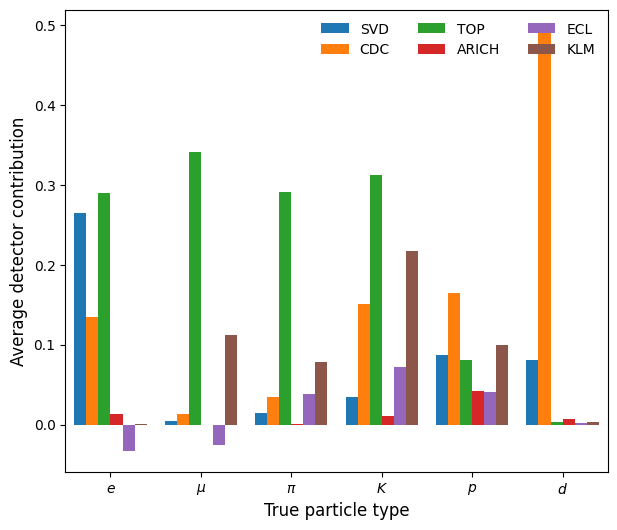 SVD TOP ECL
CDC ARICH KLM
Average detector contribution
0.5
0.4
0.3
0.2
0.1
0.0
e μ π K p d
True particle type